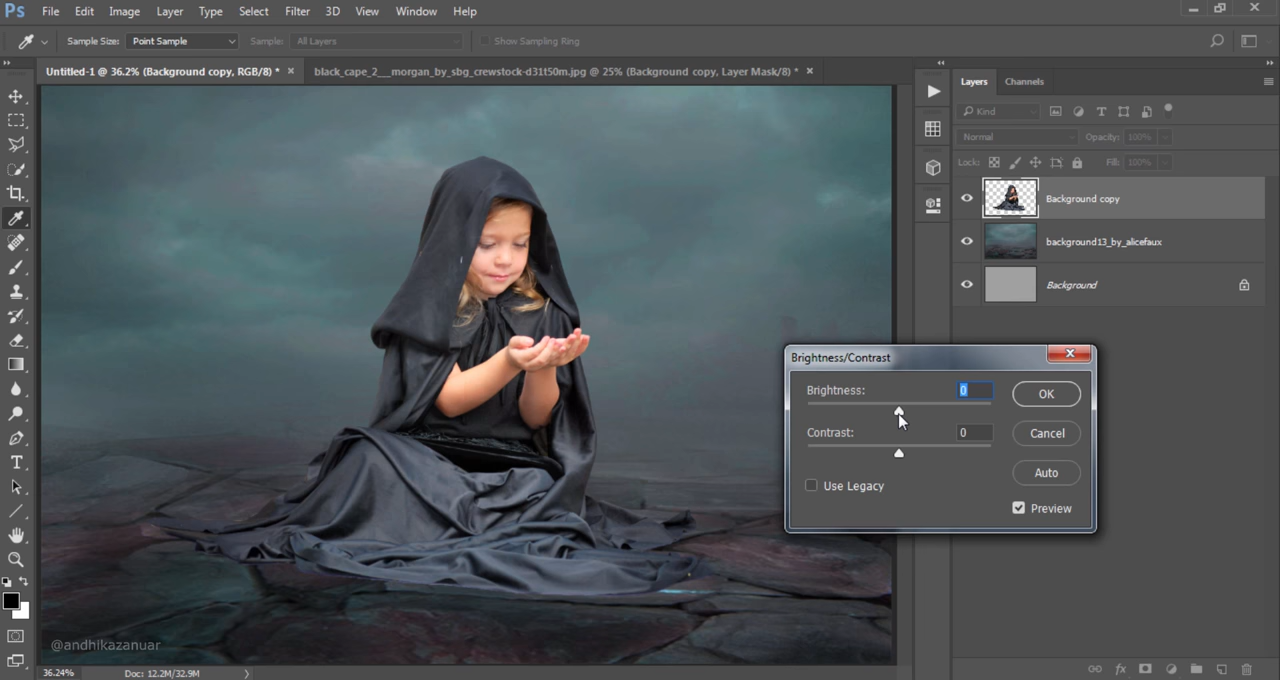 Ps File Edit Image Layer Type Select Filter 3D View Window Help
Sample Size: Point Sample Sample: All Layers Show Sampling Ring
Untitled-1 @ 36.2% (Background copy, RGB/8) * × black_cape_2__morgan_by_sbg_crewstock-d31t50m.jpg @ 25% (Background copy, Layer Mask/8) * ×
Layers Channels
Kind
Normal Opacity: 100%
Lock: Fill: 100%
Background copy
background13_by_alicefaux
Background
Brightness/Contrast
Brightness: 0 OK
Contrast: 0 Cancel
Auto
Use Legacy
Preview
@andhikazanuar
36.24% Doc: 12.2M/32.9M